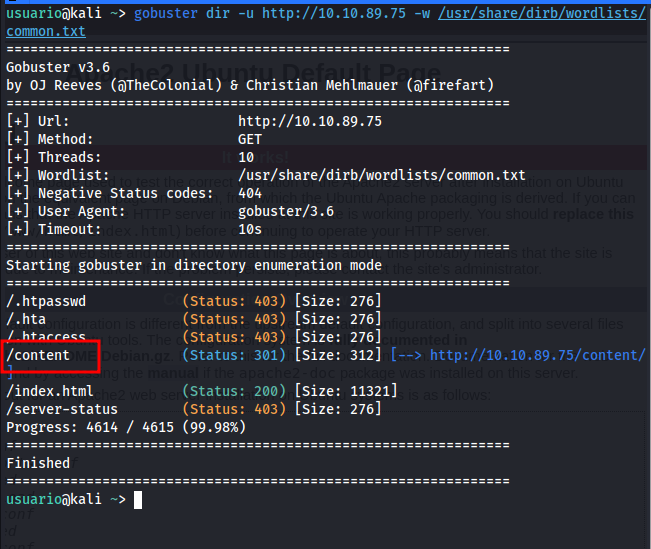 usuario@kali ~> gobuster dir -u http://10.10.89.75 -w /usr/share/dirb/wordlists/
common.txt
===============================================================
Gobuster v3.6
by OJ Reeves (@TheColonial) & Christian Mehlmauer (@firefart)
===============================================================
[+] Url:                     http://10.10.89.75
[+] Method:                  GET
[+] Threads:                 10
[+] Wordlist:                /usr/share/dirb/wordlists/common.txt
[+] Negative Status codes:   404
[+] User Agent:              gobuster/3.6
[+] Timeout:                 10s
===============================================================
Starting gobuster in directory enumeration mode
===============================================================
/.htpasswd            (Status: 403) [Size: 276]
/.hta                 (Status: 403) [Size: 276]
/.htaccess            (Status: 403) [Size: 276]
/content              (Status: 301) [Size: 312] [--> http://10.10.89.75/content/
]
/index.html           (Status: 200) [Size: 11321]
/server-status        (Status: 403) [Size: 276]
Progress: 4614 / 4615 (99.98%)
===============================================================
Finished
===============================================================
usuario@kali ~>